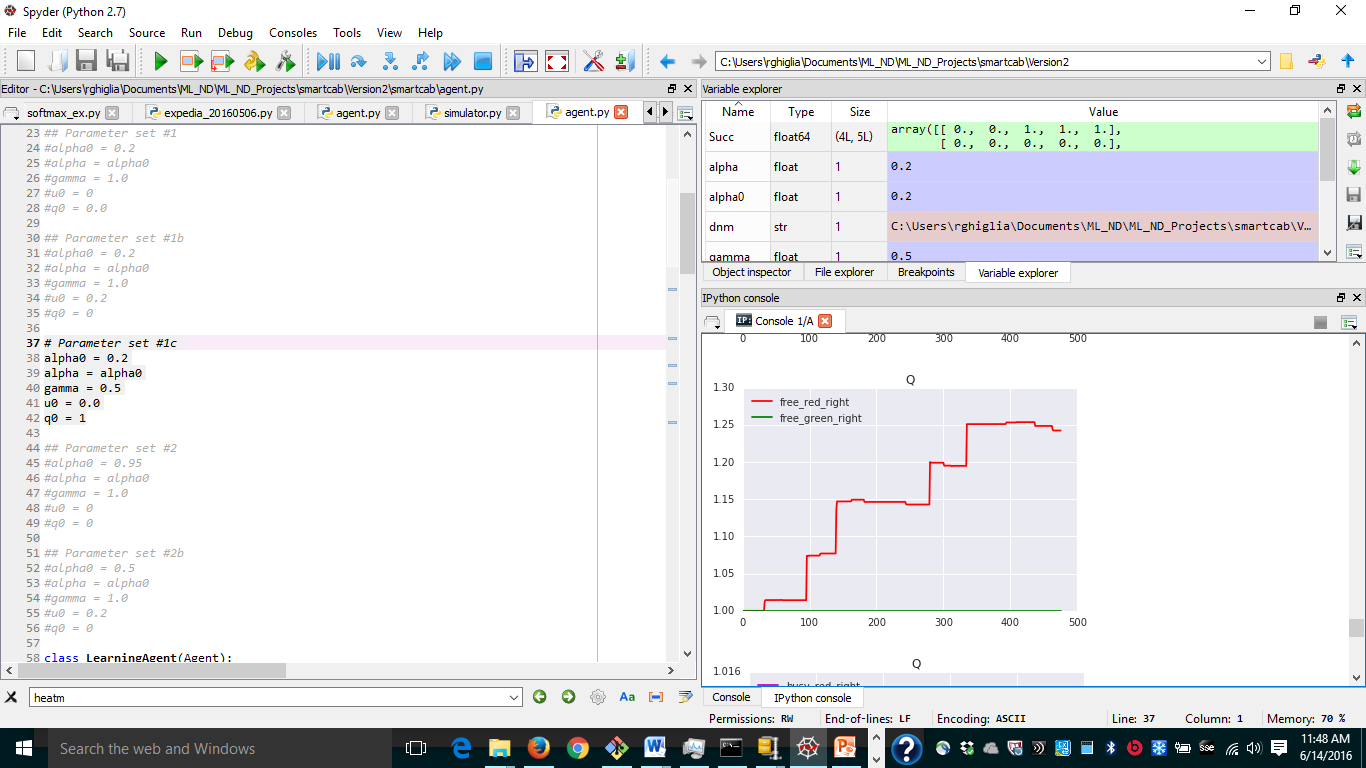 Spyder (Python 2.7)
File Edit Search Source Run Debug Consoles Tools View Help
C:\Users\rghiglia\Documents\ML_ND\ML_ND_Projects\smartcab\Version2
Editor - C:\Users\rghiglia\Documents\ML_ND\ML_ND_Projects\smartcab\Version2\smartcab\agent.py
softmax_ex.py expedia_20160506.py agent.py simulator.py agent.py
23 ## Parameter set #1
24 #alpha0 = 0.2
25 #alpha = alpha0
26 #gamma = 1.0
27 #u0 = 0
28 #q0 = 0.0
29
30 ## Parameter set #1b
31 #alpha0 = 0.2
32 #alpha = alpha0
33 #gamma = 1.0
34 #u0 = 0.2
35 #q0 = 0
36
37 # Parameter set #1c
38 alpha0 = 0.2
39 alpha = alpha0
40 gamma = 0.5
41 u0 = 0.0
42 q0 = 1
43
44 ## Parameter set #2
45 #alpha0 = 0.95
46 #alpha = alpha0
47 #gamma = 1.0
48 #u0 = 0
49 #q0 = 0
50
51 ## Parameter set #2b
52 #alpha0 = 0.5
53 #alpha = alpha0
54 #gamma = 1.0
55 #u0 = 0.2
56 #q0 = 0
57
58 class LearningAgent(Agent):
heatm
Aa
Variable explorer
Name Type Size Value
Succ float64 (4L, 5L) array([[ 0., 0., 1., 1., 1.],
[ 0., 0., 0., 0., 0.],
alpha float 1 0.2
alpha0 float 1 0.2
dnm str 1 C:\Users\rghiglia\Documents\ML_ND\ML_ND_Projects\smartcab\V...
gamma float 1 0.5
Object inspector File explorer Breakpoints Variable explorer
IPython console
IP: Console 1/A
0 100 200 300 400 500
Q
1.30
1.25
1.20
1.15
1.10
1.05
1.00
free_red_right
free_green_right
0 100 200 300 400 500
Q
1.016
busy_red_right
Console IPython console
Permissions: RW End-of-lines: LF Encoding: ASCII Line: 37 Column: 1 Memory: 70 %
Search the web and Windows
11:48 AM
6/14/2016